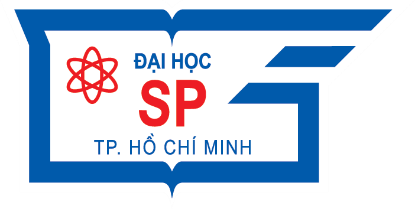 ĐẠI HỌC
SP
TP. HỒ CHÍ MINH